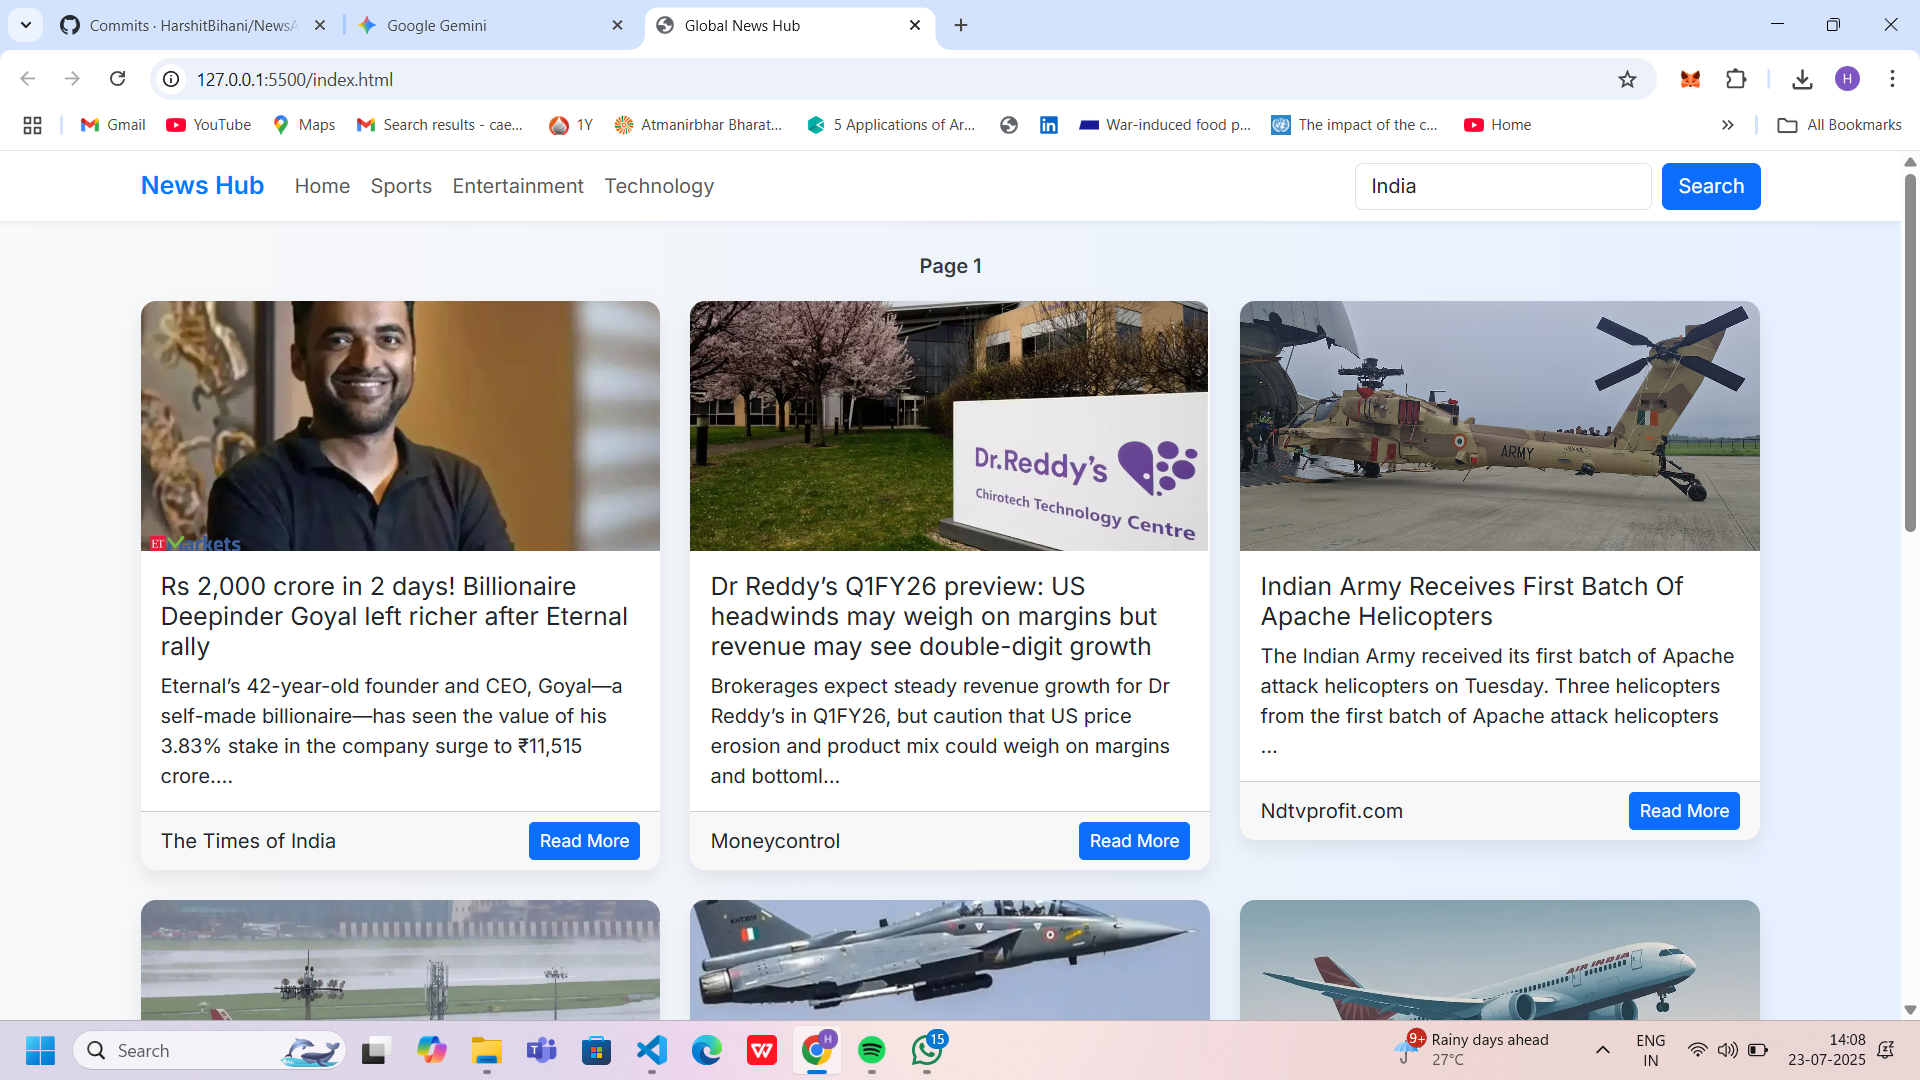 Commits · HarshitBihani/NewsA
Google Gemini
Global News Hub
127.0.0.1:5500/index.html
H
Gmail
YouTube
Maps
Search results - cae...
1Y
Atmanirbhar Bharat...
5 Applications of Ar...
War-induced food p...
The impact of the c...
Home
All Bookmarks
News Hub
Home
Sports
Entertainment
Technology
India
Search
Page 1
ET Markets
Rs 2,000 crore in 2 days! Billionaire
Deepinder Goyal left richer after Eternal
rally
Eternal’s 42-year-old founder and CEO, Goyal—a
self-made billionaire—has seen the value of his
3.83% stake in the company surge to ₹11,515
crore....
The Times of India
Read More
Dr.Reddy’s
Chirotech Technology Centre
Dr Reddy’s Q1FY26 preview: US
headwinds may weigh on margins but
revenue may see double-digit growth
Brokerages expect steady revenue growth for Dr
Reddy’s in Q1FY26, but caution that US price
erosion and product mix could weigh on margins
and bottoml...
Moneycontrol
Read More
ARMY
Indian Army Receives First Batch Of
Apache Helicopters
The Indian Army received its first batch of Apache
attack helicopters on Tuesday. Three helicopters
from the first batch of Apache attack helicopters
...
Ndtvprofit.com
Read More
AIR INDIA
Search
H
15
9+
Rainy days ahead
27°C
ENG
IN
14:08
23-07-2025